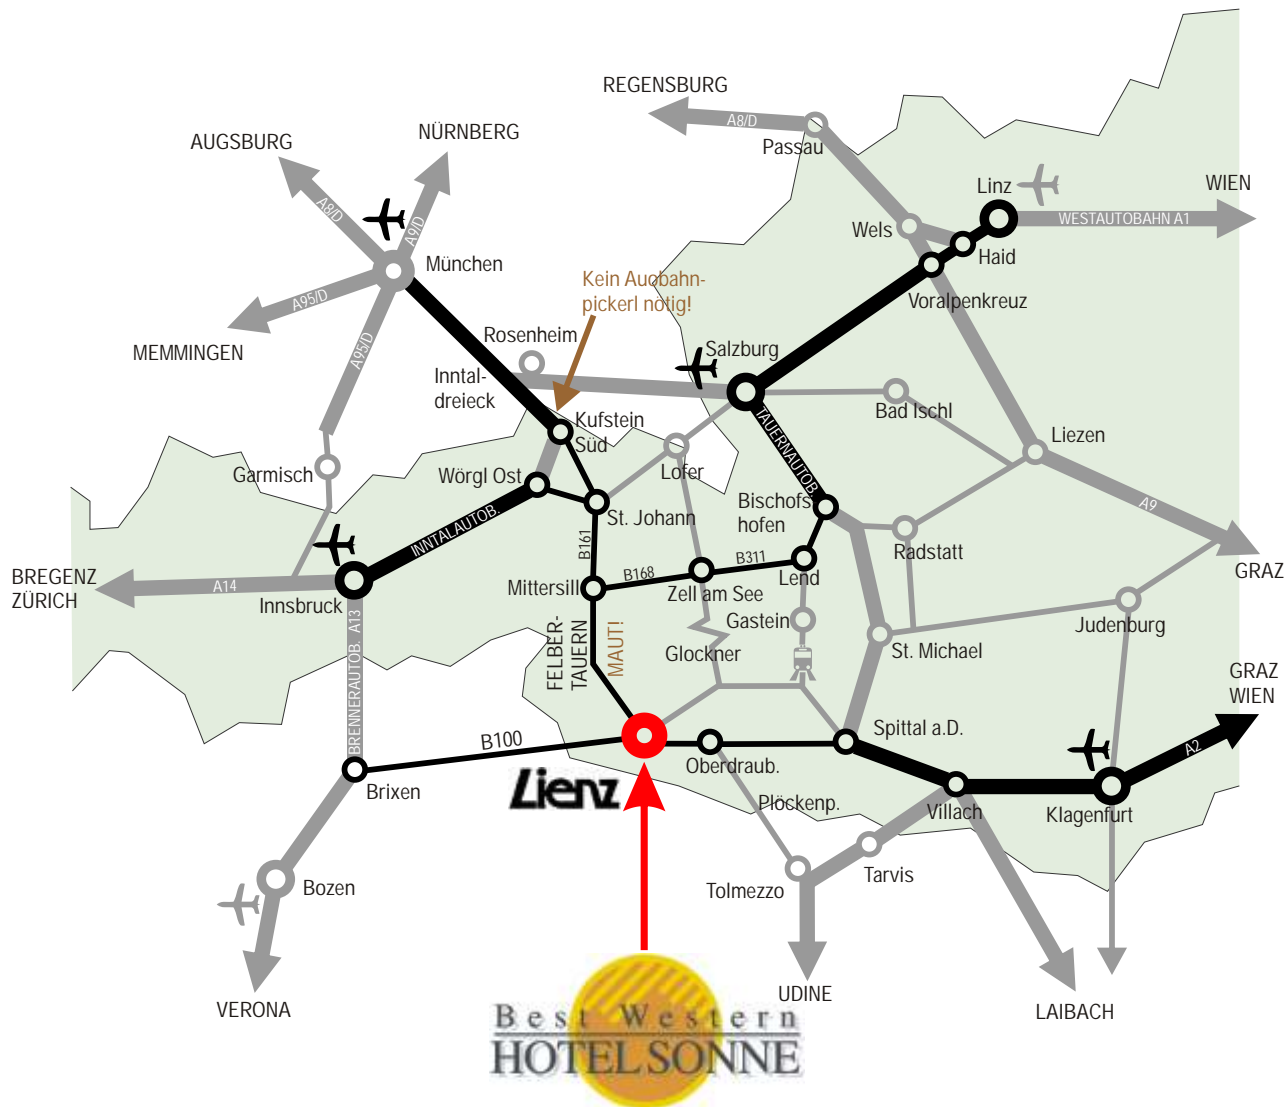 REGENSBURG
A8/D
Passau
NÜRNBERG
AUGSBURG
A8/D
A9/D
Linz
WIEN
WESTAUTOBAHN A1
Wels
Haid
Voralpenkreuz
München
A95/D
MEMMINGEN
A95/D
Kein Auobahn-
pickerl nötig!
Rosenheim
Salzburg
Inntal-
dreieck
Bad Ischl
Kufstein
Süd
TAUERNAUTOB.
Liezen
Garmisch
Wörgl Ost
Lofer
A9
INNTALAUTOB.
St. Johann
Bischofs
hofen
Radstatt
GRAZ
BREGENZ
ZÜRICH
A14
Innsbruck
B161
Mittersill
B168
B311
Zell am See
Lend
Gastein
Judenburg
St. Michael
Glockner
FELBER-
TAUERN
MAUT!
BRENNERAUTOB. A13
GRAZ
WIEN
A2
B100
Spittal a.D.
Oberdraub.
Brixen
Lienz
Plöckenp.
Villach
Klagenfurt
Tarvis
Tolmezzo
Bozen
UDINE
VERONA
LAIBACH
Best Western
HOTEL SONNE